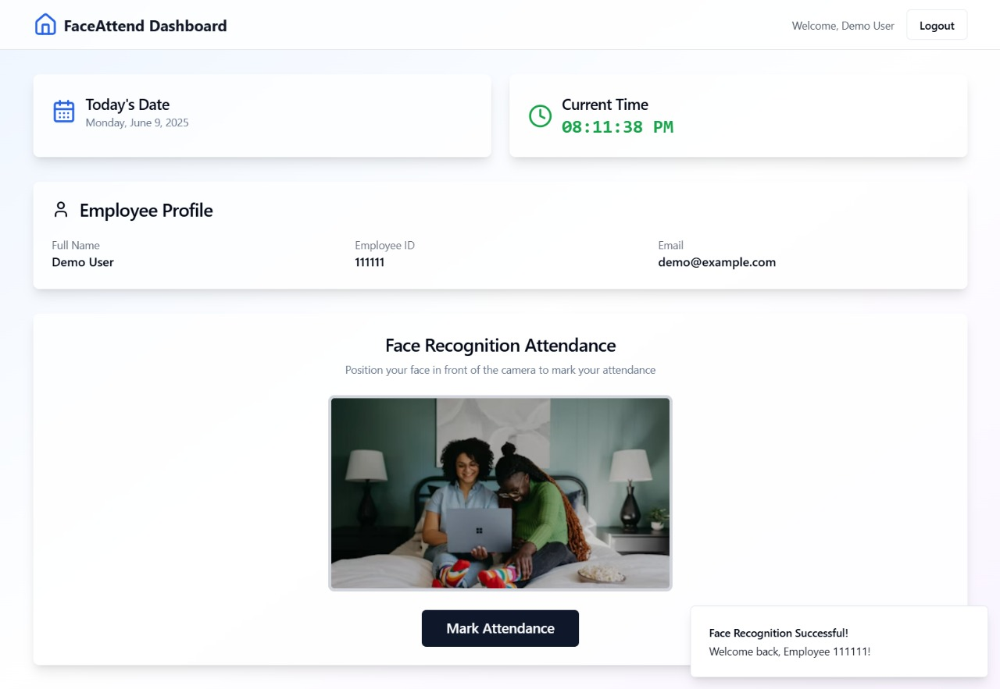 FaceAttend Dashboard
Welcome, Demo User
Logout
Today's Date
Monday, June 9, 2025
Current Time
08:11:38 PM
Employee Profile
Full Name
Demo User
Employee ID
111111
Email
demo@example.com
Face Recognition Attendance
Position your face in front of the camera to mark your attendance
Mark Attendance
Face Recognition Successful!
Welcome back, Employee 111111!